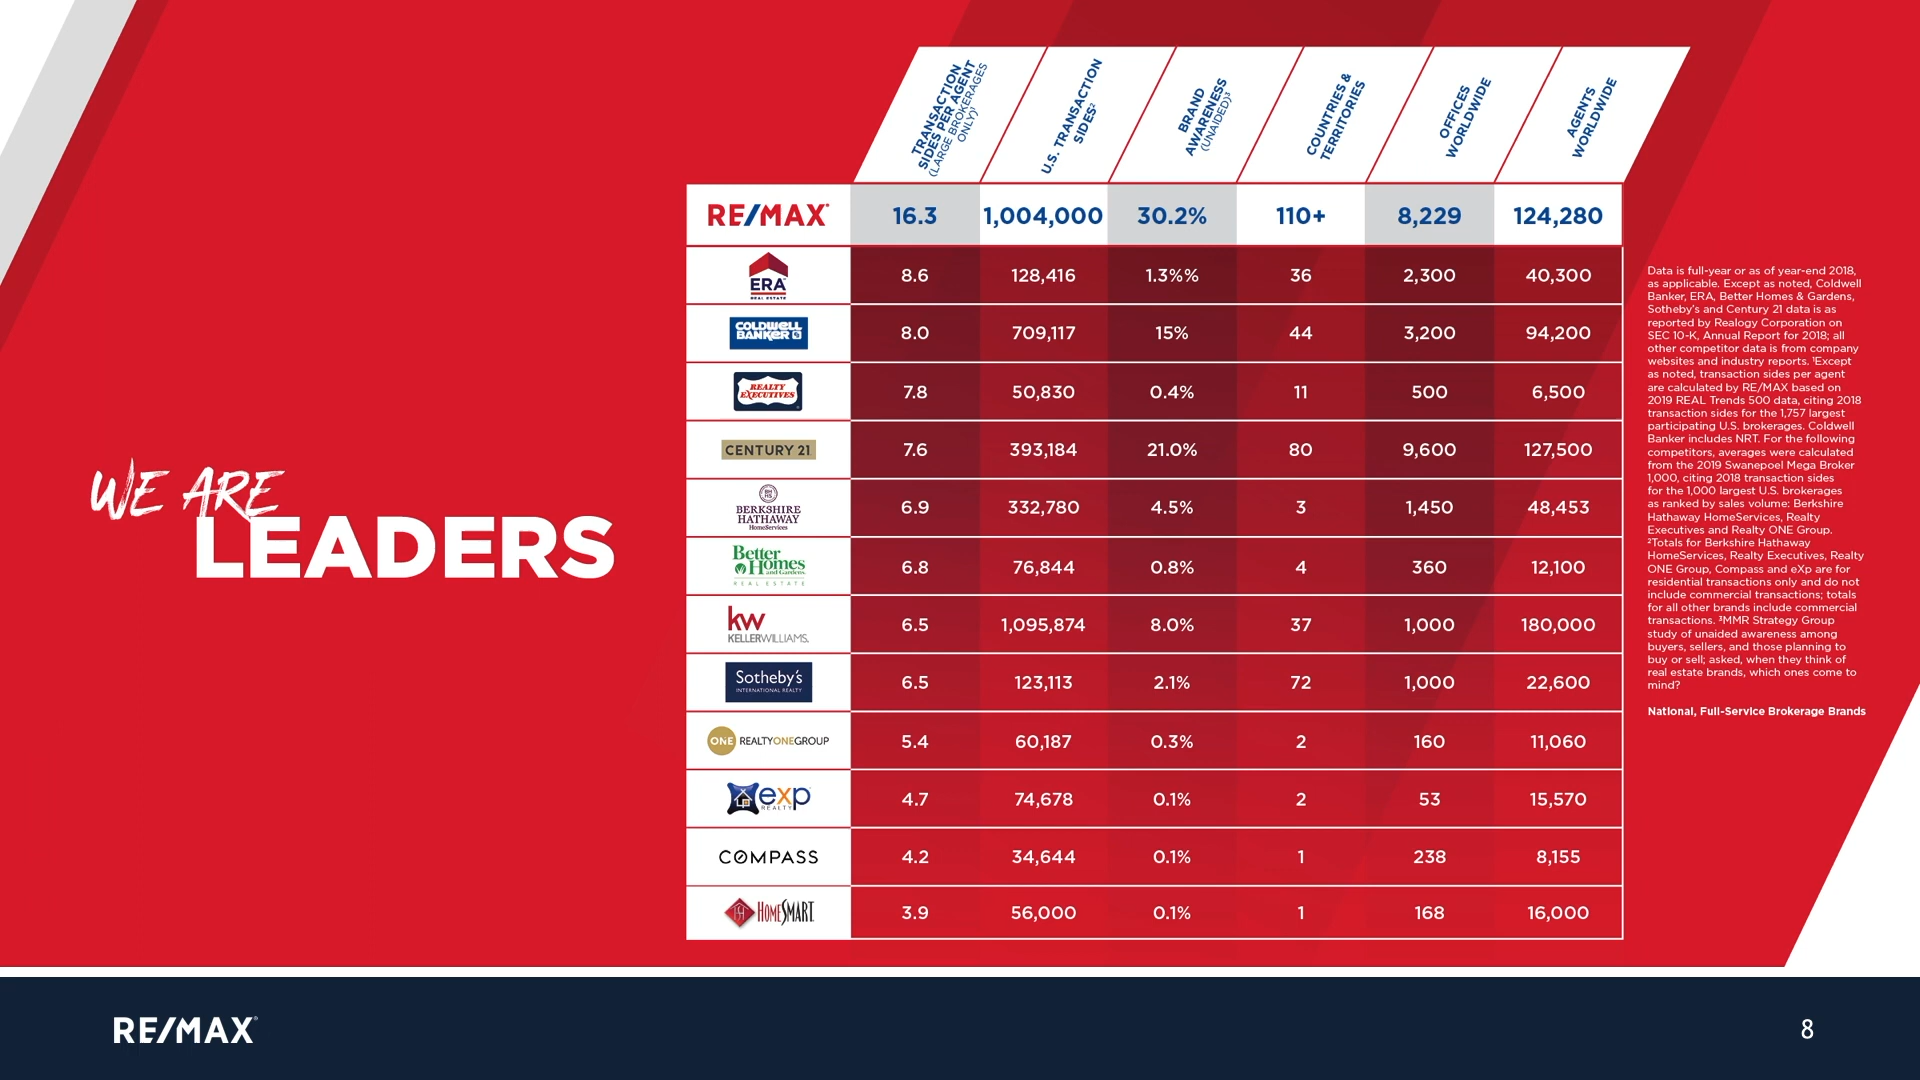 TRANSACTION
SIDES PER AGENT
(LARGE BROKERAGES
ONLY)¹
U.S. TRANSACTION
SIDES²
BRAND
AWARENESS
(UNAIDED)³
COUNTRIES &
TERRITORIES
OFFICES
WORLDWIDE
AGENTS
WORLDWIDE
RE/MAX® 16.3 1,004,000 30.2% 110+ 8,229 124,280
ERA REAL ESTATE 8.6 128,416 1.3%% 36 2,300 40,300
COLDWELL BANKER 8.0 709,117 15% 44 3,200 94,200
REALTY EXECUTIVES 7.8 50,830 0.4% 11 500 6,500
CENTURY 21 7.6 393,184 21.0% 80 9,600 127,500
BH HS BERKSHIRE HATHAWAY HomeServices 6.9 332,780 4.5% 3 1,450 48,453
Better Homes and Gardens REAL ESTATE 6.8 76,844 0.8% 4 360 12,100
kw KELLERWILLIAMS. 6.5 1,095,874 8.0% 37 1,000 180,000
Sotheby's INTERNATIONAL REALTY 6.5 123,113 2.1% 72 1,000 22,600
ONE REALTYONEGROUP 5.4 60,187 0.3% 2 160 11,060
exp REALTY 4.7 74,678 0.1% 2 53 15,570
COMPASS 4.2 34,644 0.1% 1 238 8,155
HOMESMART 3.9 56,000 0.1% 1 168 16,000
WE ARE
LEADERS
Data is full-year or as of year-end 2018,
as applicable. Except as noted, Coldwell
Banker, ERA, Better Homes & Gardens,
Sotheby's and Century 21 data is as
reported by Realogy Corporation on
SEC 10-K, Annual Report for 2018; all
other competitor data is from company
websites and industry reports. ¹Except
as noted, transaction sides per agent
are calculated by RE/MAX based on
2019 REAL Trends 500 data, citing 2018
transaction sides for the 1,757 largest
participating U.S. brokerages. Coldwell
Banker includes NRT. For the following
competitors, averages were calculated
from the 2019 Swanepoel Mega Broker
1,000, citing 2018 transaction sides
for the 1,000 largest U.S. brokerages
as ranked by sales volume: Berkshire
Hathaway HomeServices, Realty
Executives and Realty ONE Group.
²Totals for Berkshire Hathaway
HomeServices, Realty Executives, Realty
ONE Group, Compass and eXp are for
residential transactions only and do not
include commercial transactions; totals
for all other brands include commercial
transactions. ³MMR Strategy Group
study of unaided awareness among
buyers, sellers, and those planning to
buy or sell; asked, when they think of
real estate brands, which ones come to
mind?
National, Full-Service Brokerage Brands
RE/MAX®
8